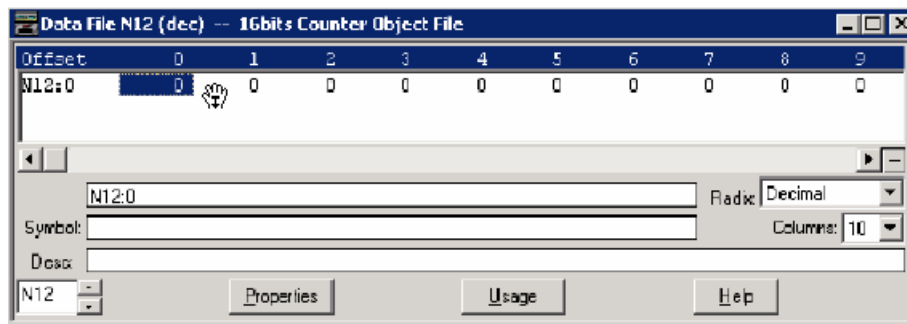 Data File N12 (dec) -- 16bits Counter Object File
Offset 0 1 2 3 4 5 6 7 8 9
N12:0 0 0 0 0 0 0 0 0 0 0
N12:0 Radix: Decimal
Symbol: Columns: 10
Desc:
N12 Properties Usage Help